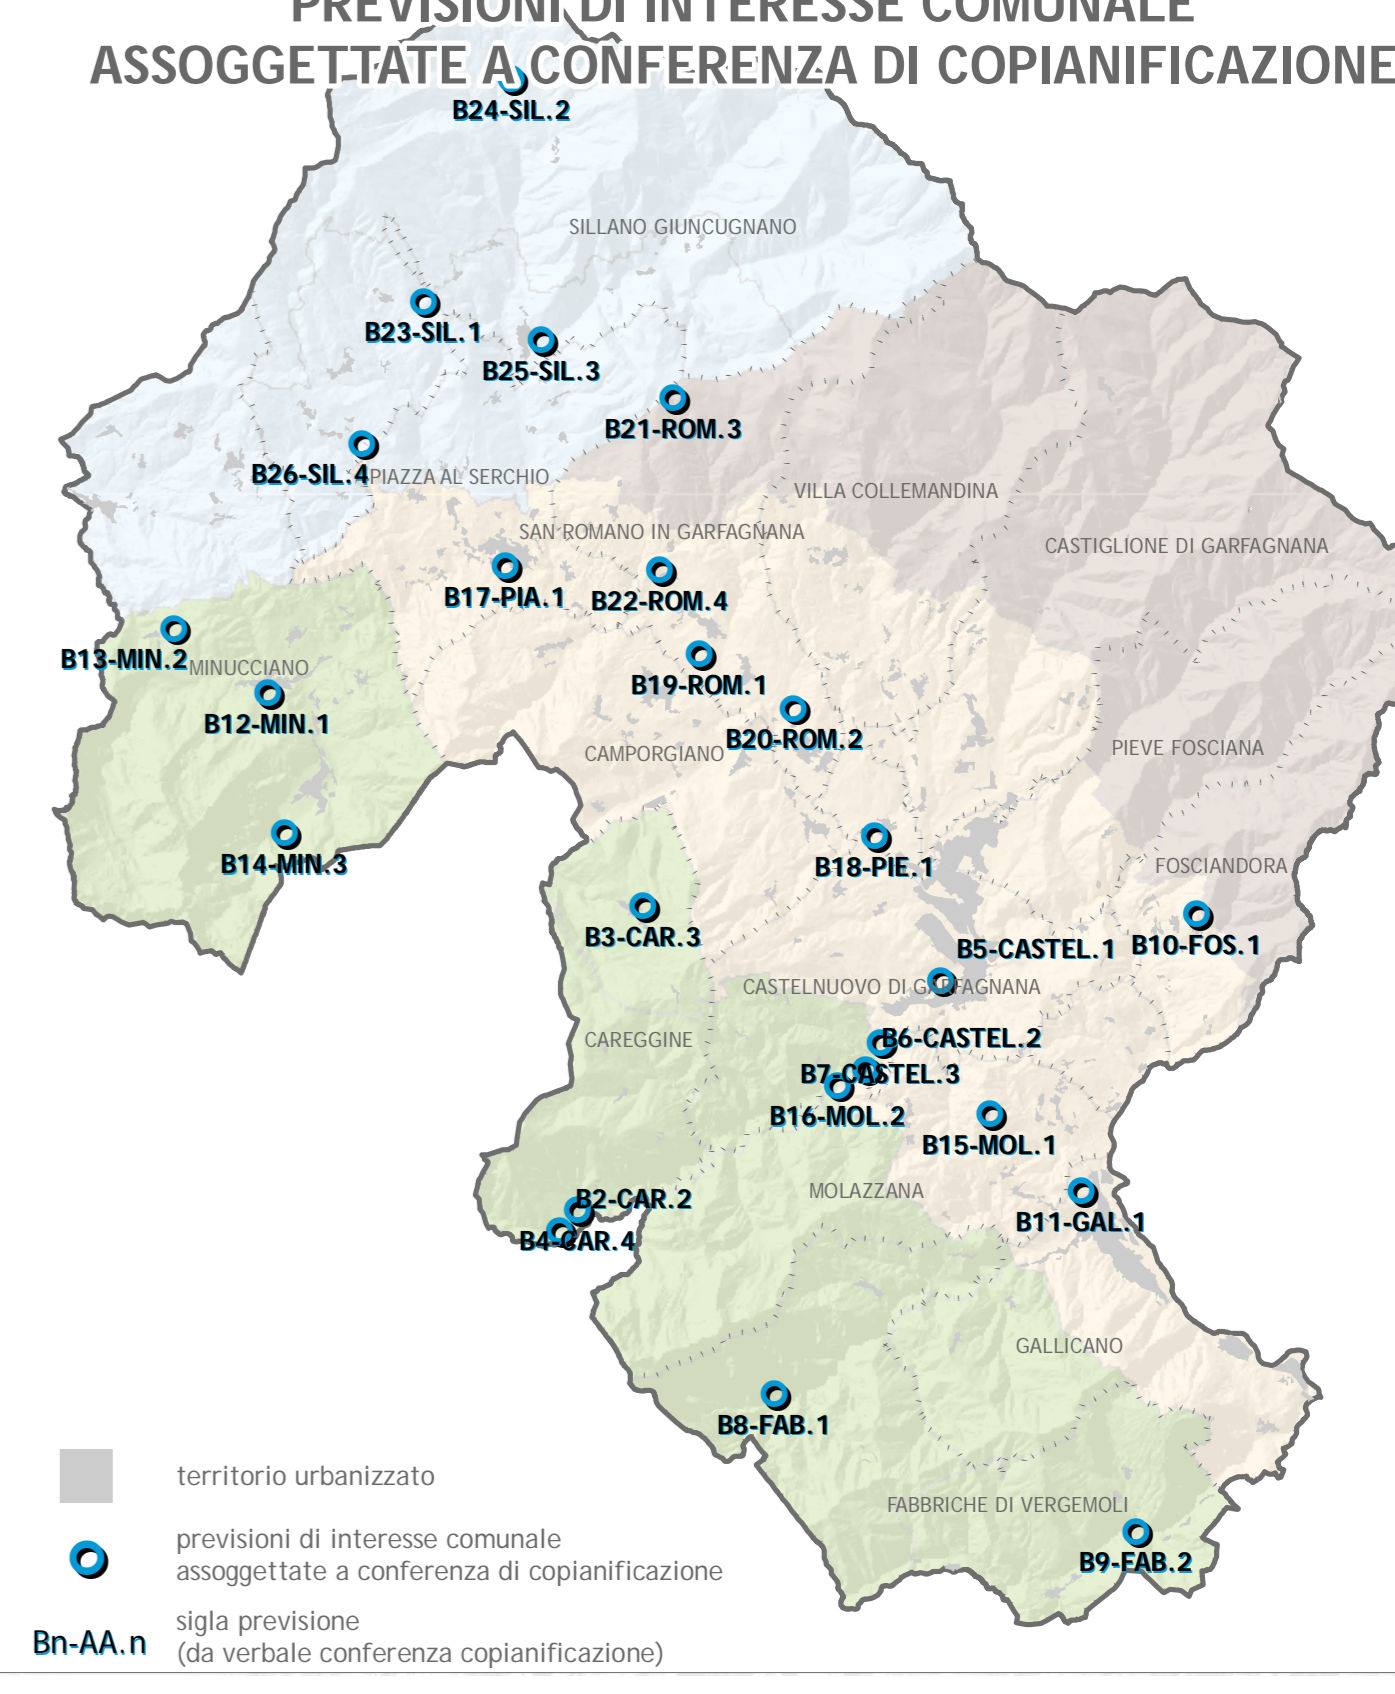 PREVISIONI DI INTERESSE COMUNALE
ASSOGGETTATE A CONFERENZA DI COPIANIFICAZIONE
B24-SIL.2
SILLANO GIUNCUGNANO
B23-SIL.1
B25-SIL.3
B21-ROM.3
B26-SIL.4
PIAZZA AL SERCHIO
VILLA COLLEMANDINA
SAN ROMANO IN GARFAGNANA
CASTIGLIONE DI GARFAGNANA
B17-PIA.1
B22-ROM.4
B13-MIN.2
MINUCCIANO
B19-ROM.1
B12-MIN.1
B20-ROM.2
CAMPORGIANO
PIEVE FOSCIANA
B14-MIN.3
B18-PIE.1
FOSCIANDORA
B3-CAR.3
B5-CASTEL.1
B10-FOS.1
CASTELNUOVO DI GARFAGNANA
CAREGGINE
B6-CASTEL.2
B7-CASTEL.3
B16-MOL.2
B15-MOL.1
MOLAZZANA
B2-CAR.2
B11-GAL.1
B4-CAR.4
GALLICANO
B8-FAB.1
territorio urbanizzato
FABBRICHE DI VERGEMOLI
previsioni di interesse comunale
assoggettate a conferenza di copianificazione
B9-FAB.2
Bn-AA.n
sigla previsione
(da verbale conferenza copianificazione)